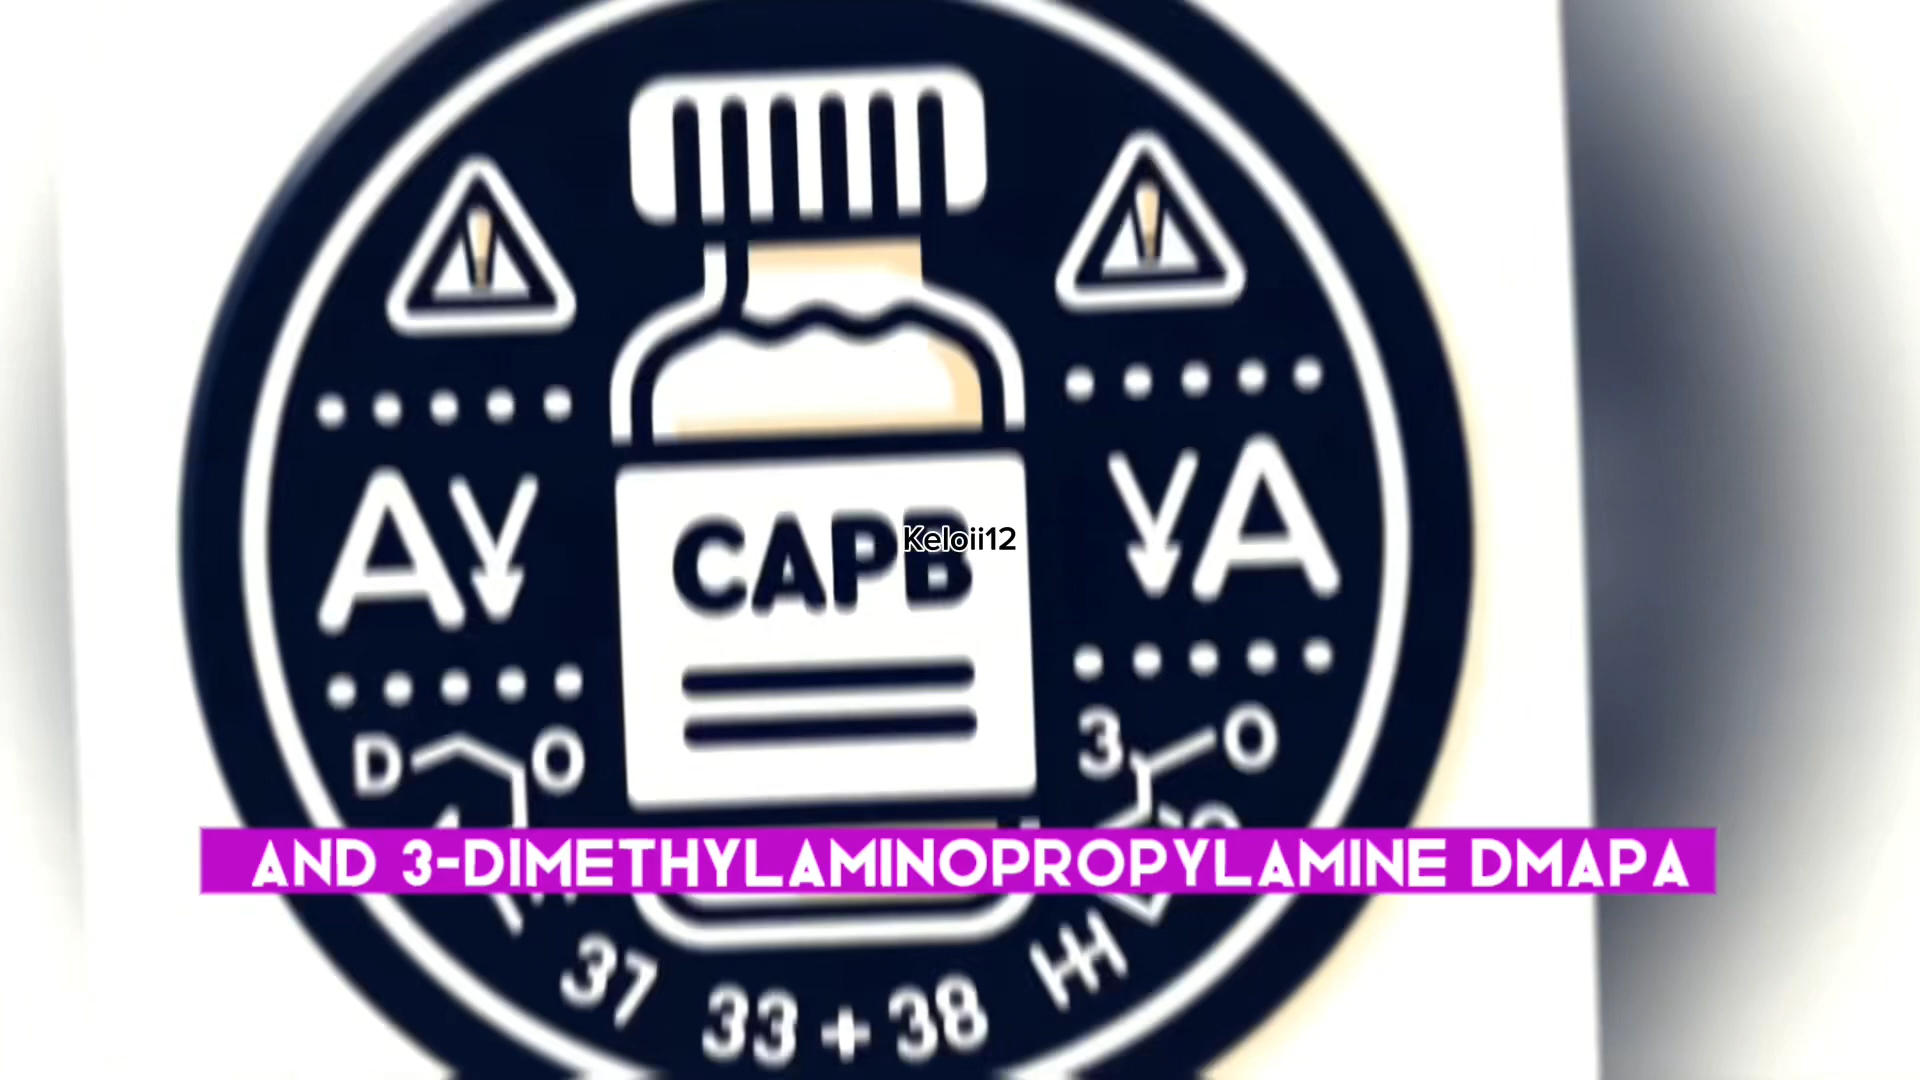 AV
VA
CAPB
Keloii12
D O
3 O
AND 3-DIMETHYLAMINOPROPYLAMINE DMAPA
37 33 + 38